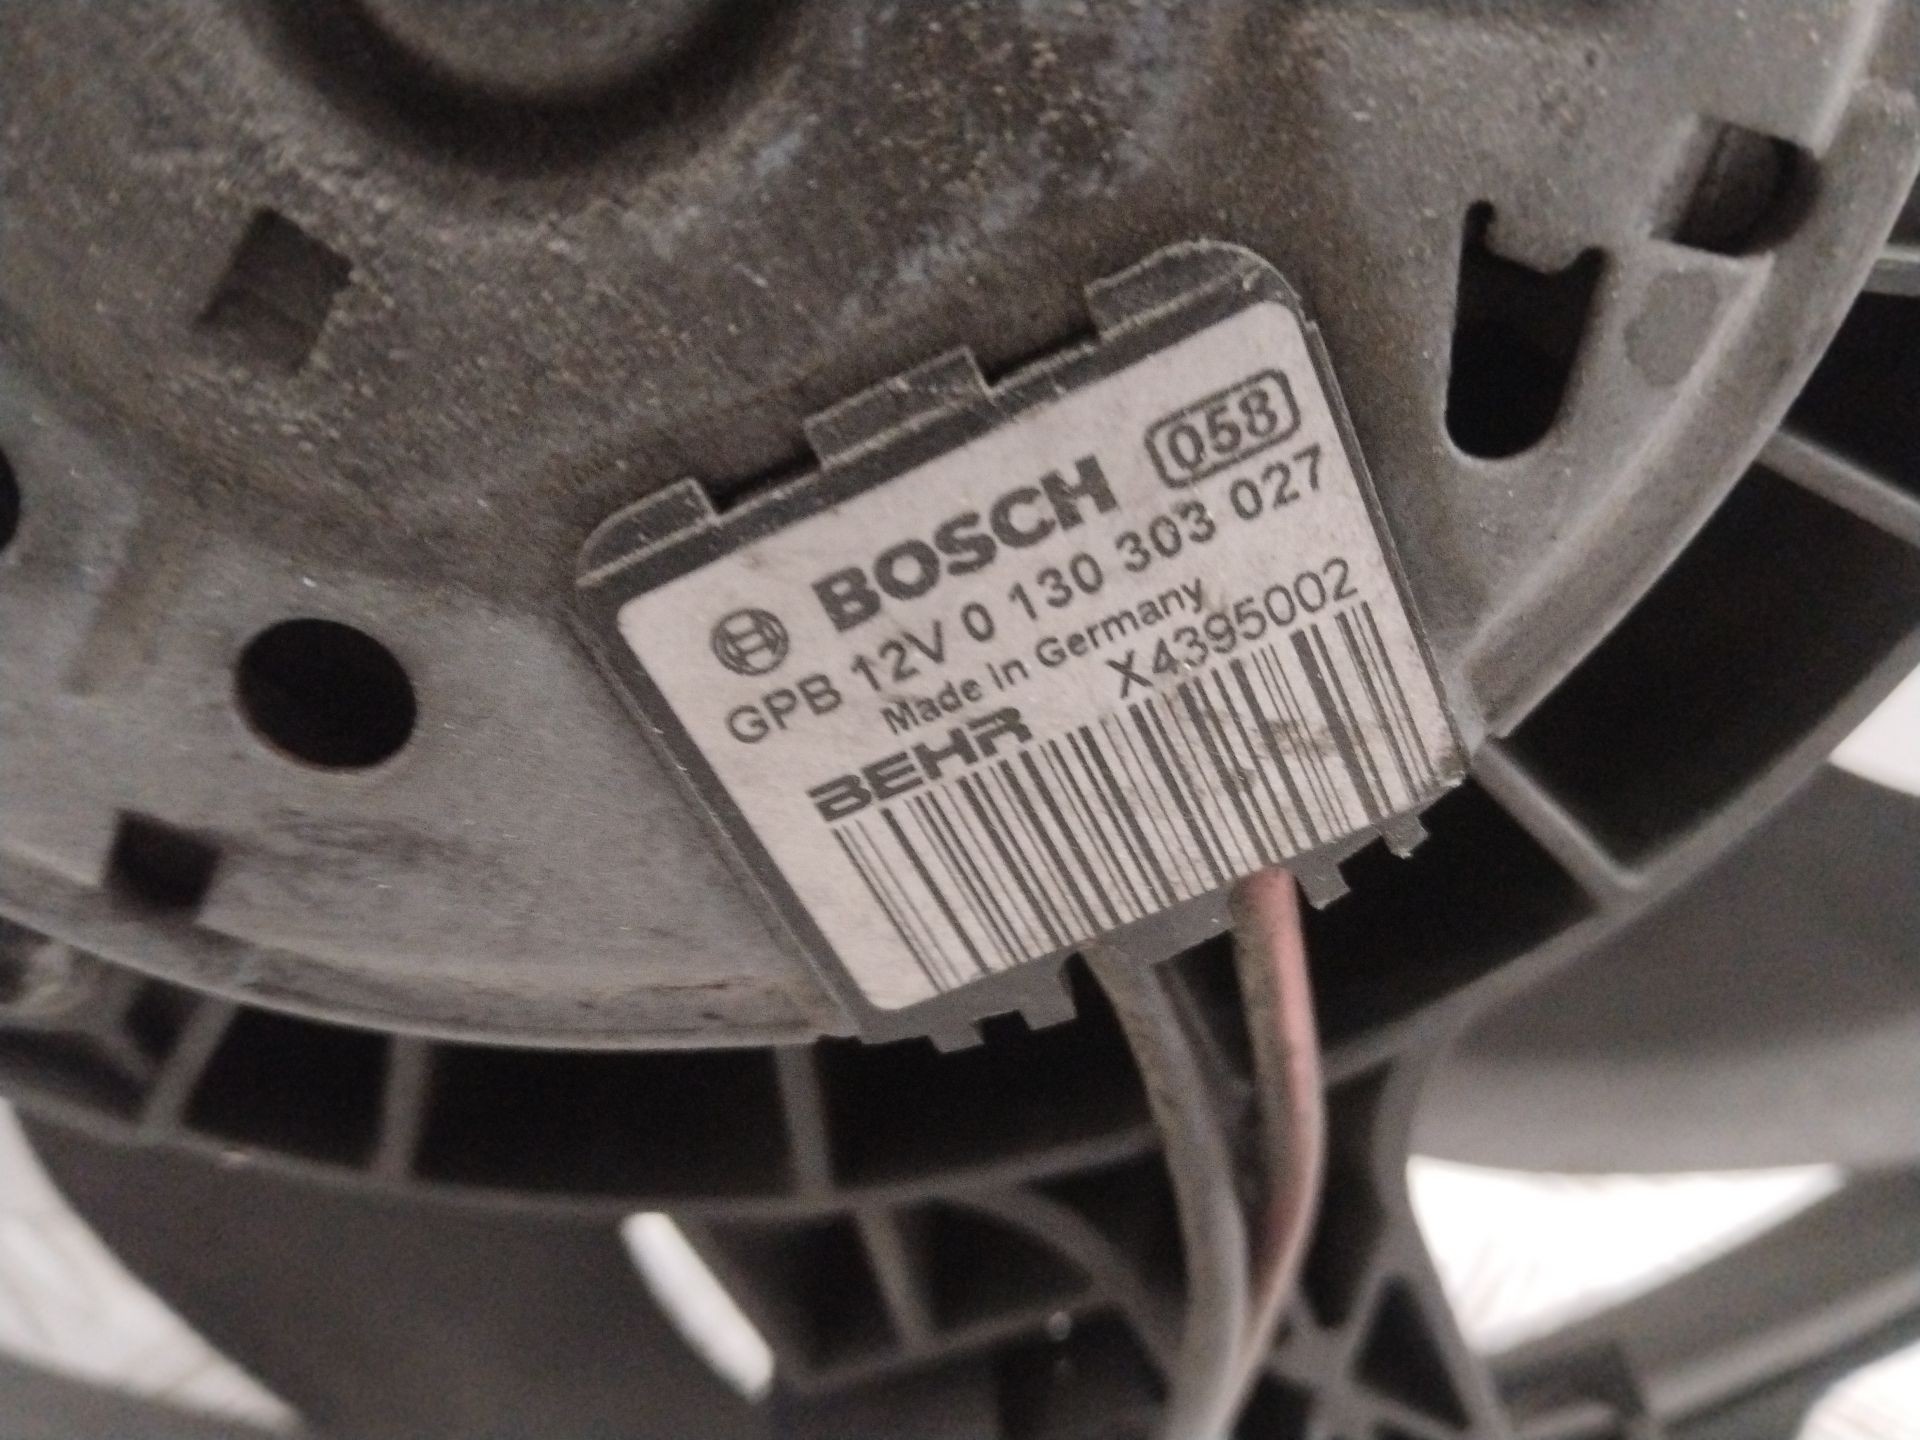 BOSCH 058
GPB 12V 0 130 303 027
Made in Germany
BEHR X4395002